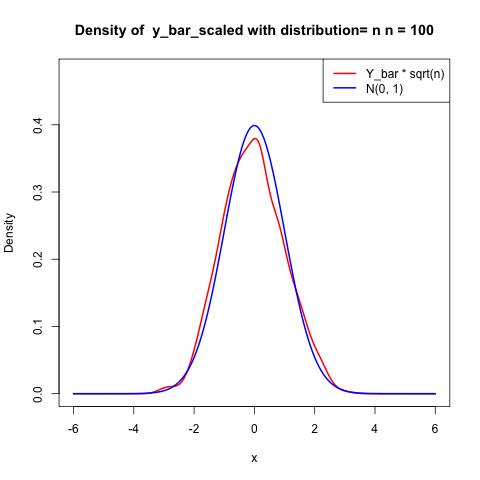 Density of  y_bar_scaled with distribution= n n = 100
Y_bar * sqrt(n)
N(0, 1)
Density
0.4
0.3
0.2
0.1
0.0
-6 -4 -2 0 2 4 6
x